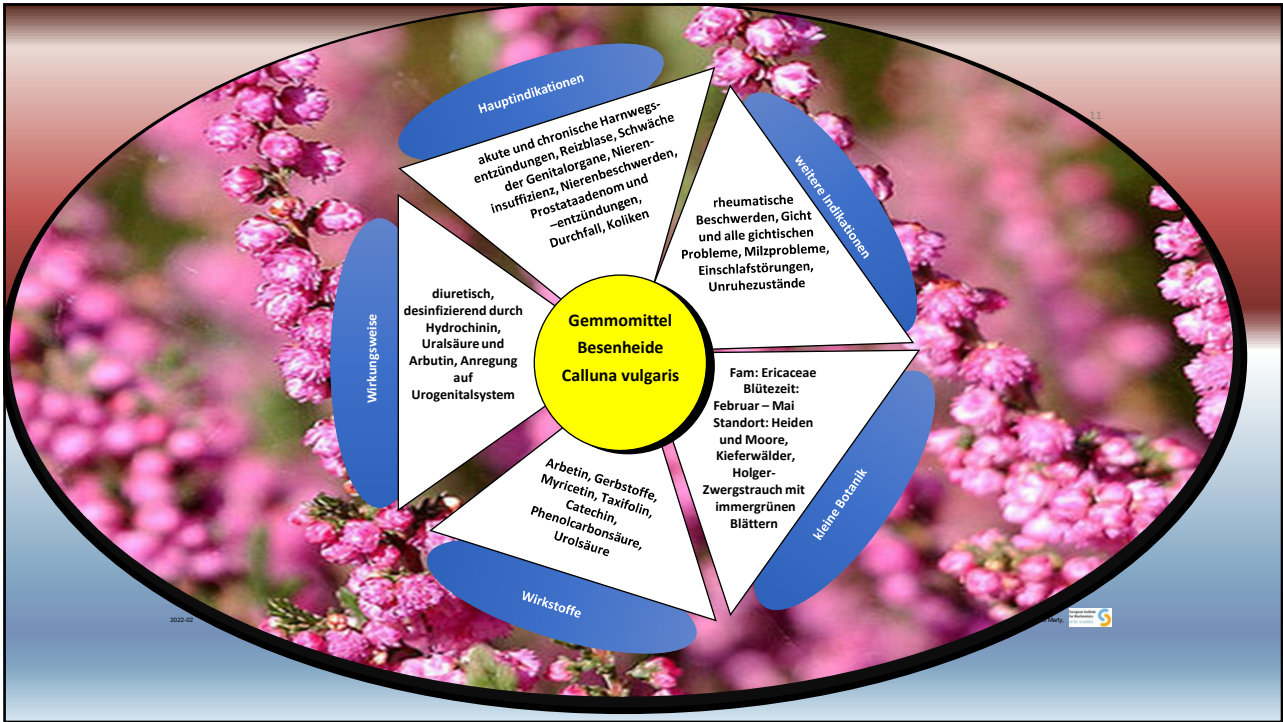 Hauptindikationen
akute und chronische Harnwegs-
entzündungen, Reizblase, Schwäche
der Genitalorgane, Nieren-
insuffizienz, Nierenbeschwerden,
Prostataadenom und
–entzündungen,
Durchfall, Koliken
11
weitere Indikationen
rheumatische
Beschwerden, Gicht
und alle gichtischen
Probleme, Milzprobleme,
Einschlafstörungen,
Unruhezustände
Wirkungsweise
diuretisch,
desinfizierend durch
Hydrochinin,
Uralsäure und
Arbutin, Anregung
auf
Urogenitalsystem
Gemmomittel
Besenheide
Calluna vulgaris
Fam: Ericaceae
Blütezeit:
Februar – Mai
Standort: Heiden
und Moore,
Kieferwälder,
Holger-
Zwergstrauch mit
immergrünen
Blättern
kleine Botanik
Arbetin, Gerbstoffe,
Myricetin, Taxifolin,
Catechin,
Phenolcarbonsäure,
Urolsäure
Wirkstoffe
2022-02
Marty,
European Institute